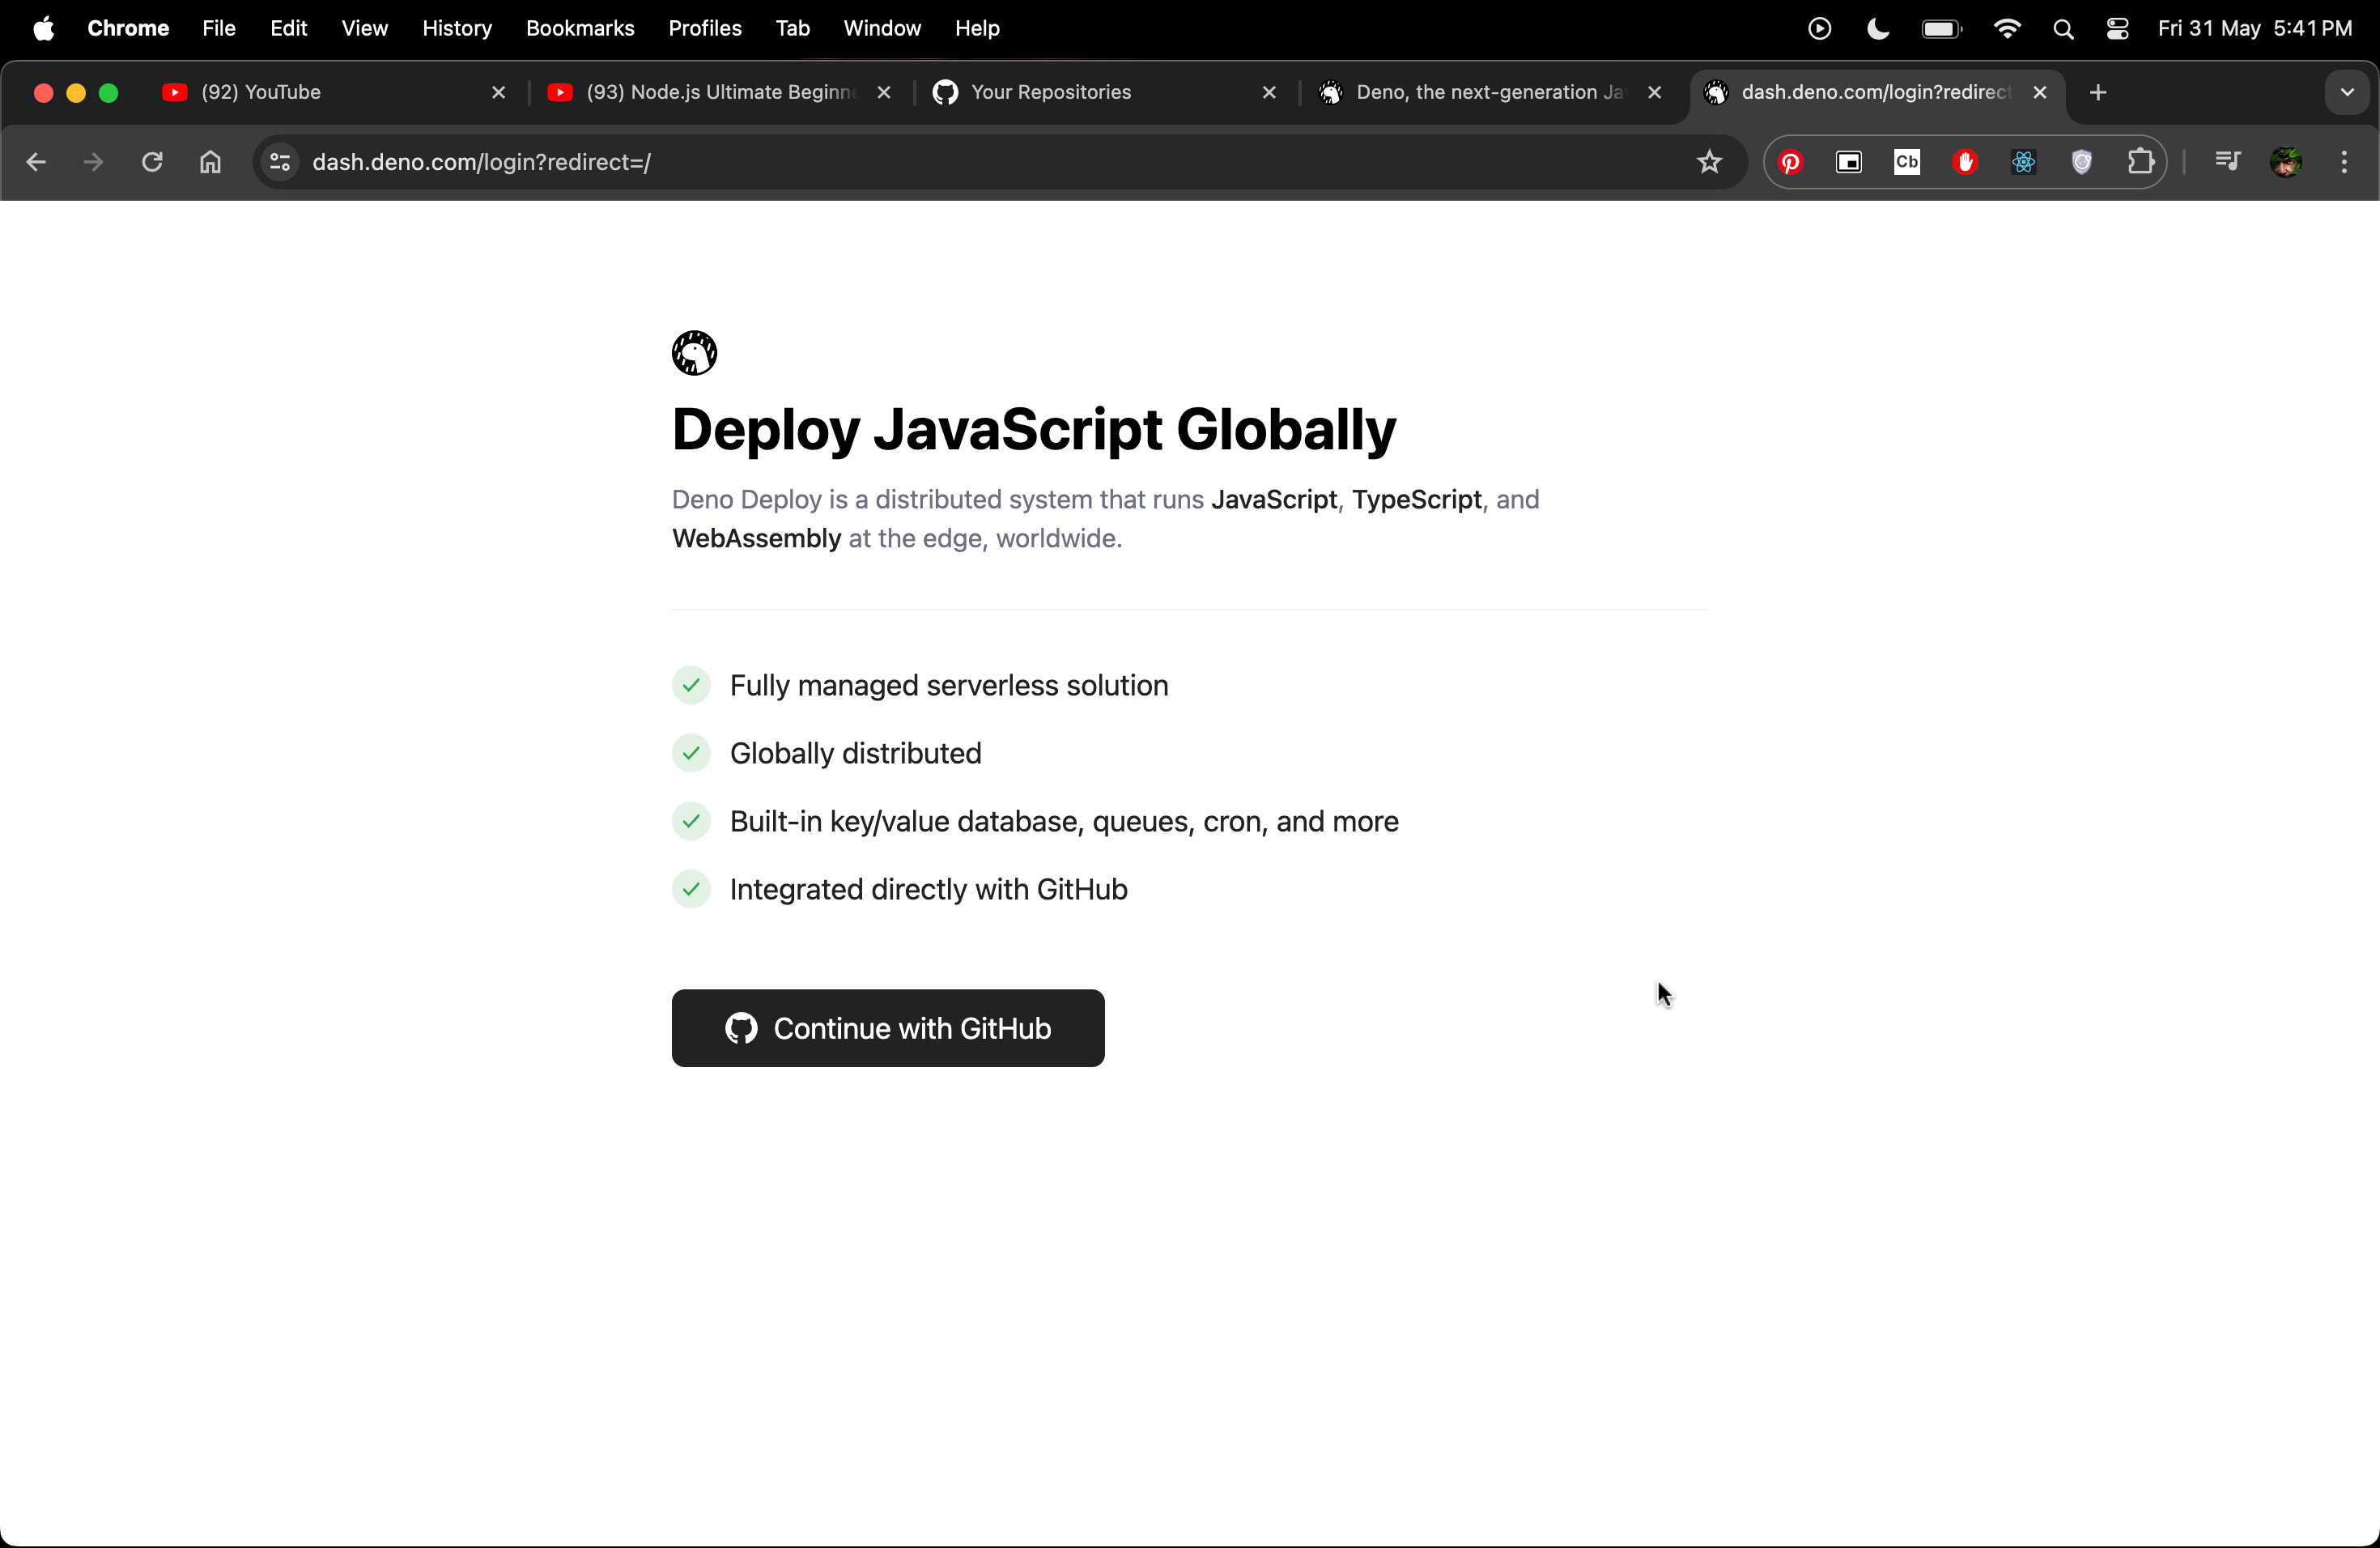 Chrome File Edit View History Bookmarks Profiles Tab Window Help Fri 31 May 5:41 PM
(92) YouTube (93) Node.js Ultimate Your Repositories Deno, the next-generation dash.deno.com/login?redirect
dash.deno.com/login?redirect=/ Cb
Deploy JavaScript Globally
Deno Deploy is a distributed system that runs JavaScript, TypeScript, and
WebAssembly at the edge, worldwide.
Fully managed serverless solution
Globally distributed
Built-in key/value database, queues, cron, and more
Integrated directly with GitHub
Continue with GitHub